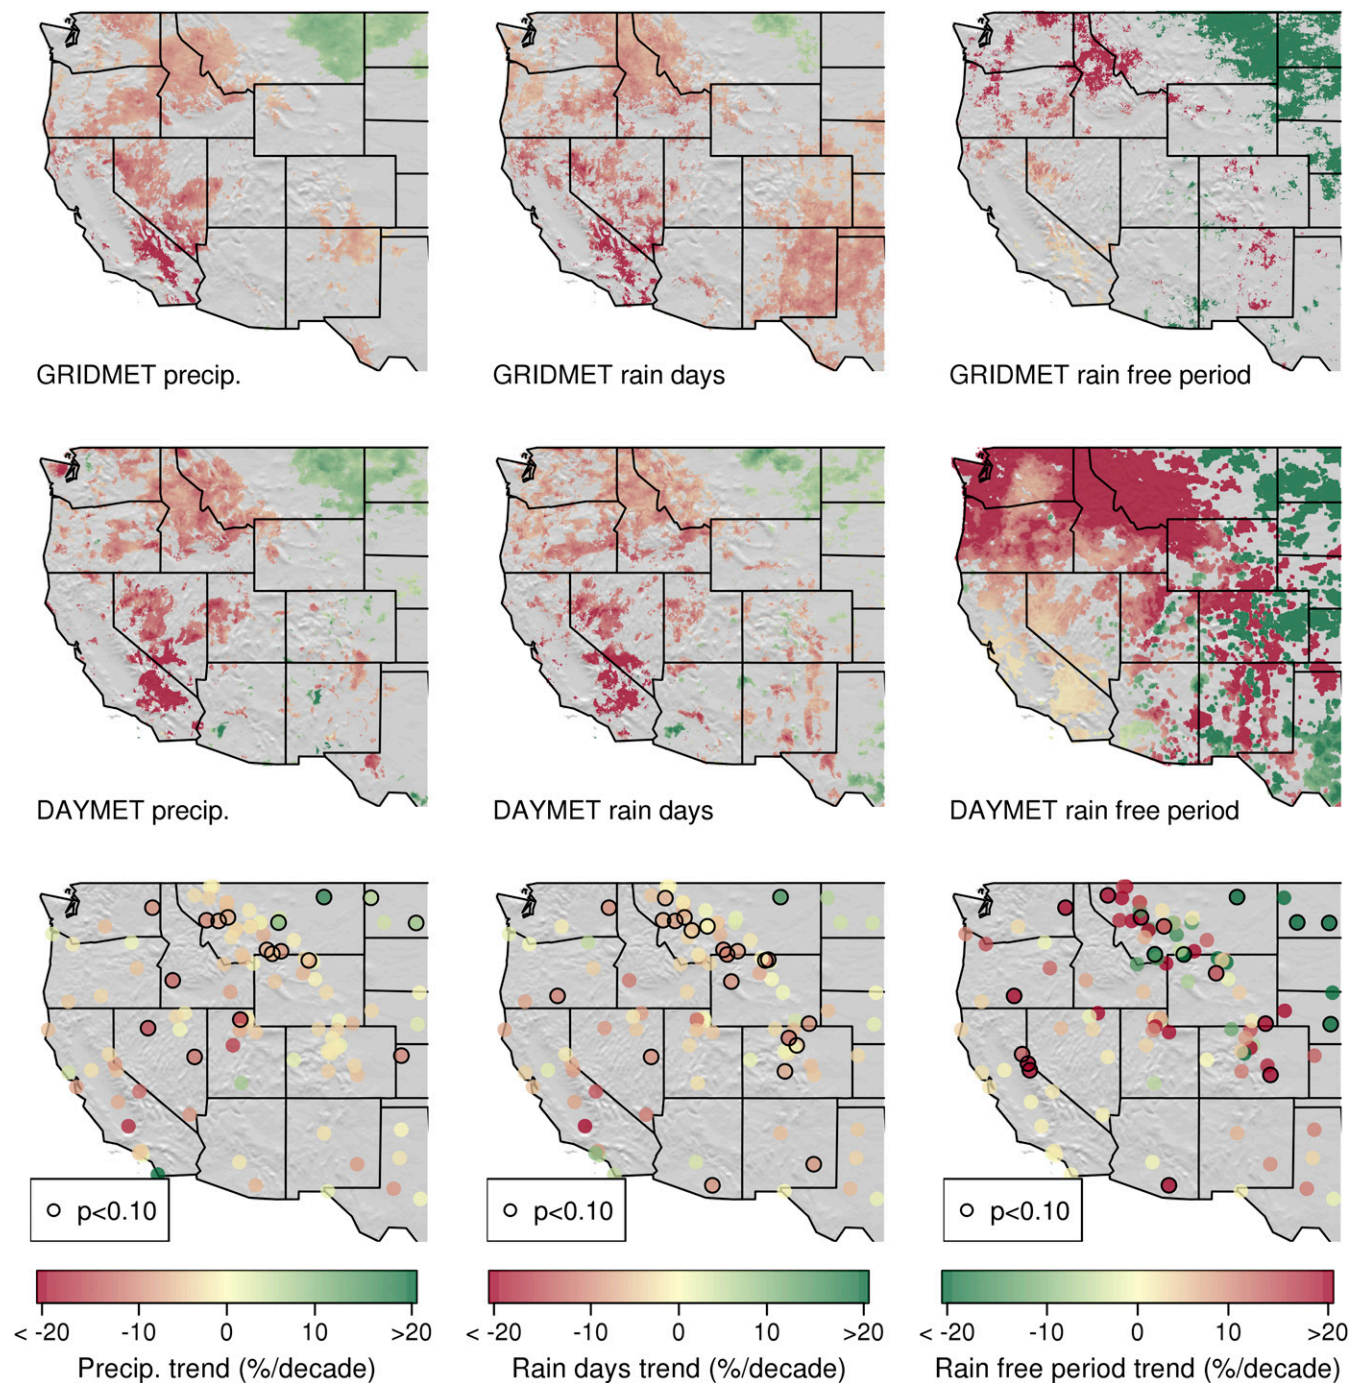 GRIDMET precip.
GRIDMET rain days
GRIDMET rain free period
DAYMET precip.
DAYMET rain days
DAYMET rain free period
p<0.10
p<0.10
p<0.10
< -20 -10 0 10 >20
< -20 -10 0 10 >20
< -20 -10 0 10 >20
Precip. trend (%/decade)
Rain days trend (%/decade)
Rain free period trend (%/decade)